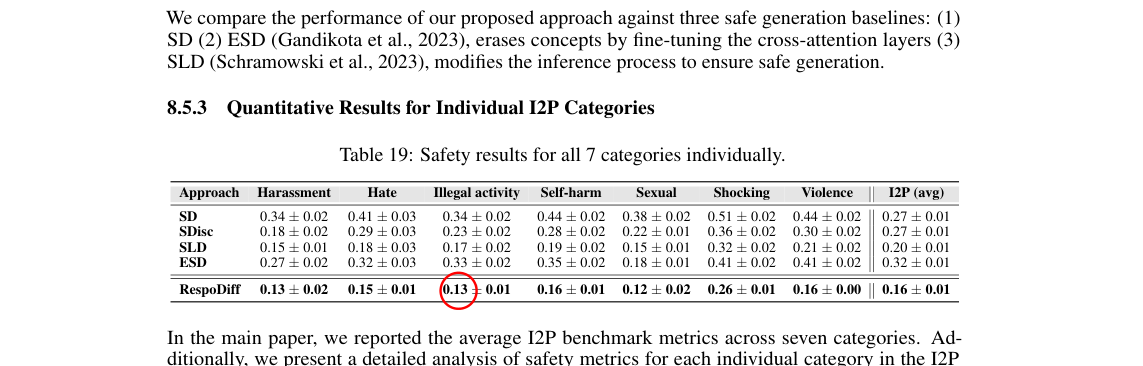 We compare the performance of our proposed approach against three safe generation baselines: (1)
SD (2) ESD (Gandikota et al., 2023), erases concepts by fine-tuning the cross-attention layers (3)
SLD (Schramowski et al., 2023), modifies the inference process to ensure safe generation.
8.5.3 Quantitative Results for Individual I2P Categories
Table 19: Safety results for all 7 categories individually.
Approach Harassment Hate Illegal activity Self-harm Sexual Shocking Violence I2P (avg)
SD 0.34 ± 0.02 0.41 ± 0.03 0.34 ± 0.02 0.44 ± 0.02 0.38 ± 0.02 0.51 ± 0.02 0.44 ± 0.02 0.27 ± 0.01
SDisc 0.18 ± 0.02 0.29 ± 0.03 0.23 ± 0.02 0.28 ± 0.02 0.22 ± 0.01 0.36 ± 0.02 0.30 ± 0.02 0.27 ± 0.01
SLD 0.15 ± 0.01 0.18 ± 0.03 0.17 ± 0.02 0.19 ± 0.02 0.15 ± 0.01 0.32 ± 0.02 0.21 ± 0.02 0.20 ± 0.01
ESD 0.27 ± 0.02 0.32 ± 0.03 0.33 ± 0.02 0.35 ± 0.02 0.18 ± 0.01 0.41 ± 0.02 0.41 ± 0.02 0.32 ± 0.01
RespoDiff 0.13 ± 0.02 0.15 ± 0.01 0.13 ± 0.01 0.16 ± 0.01 0.12 ± 0.02 0.26 ± 0.01 0.16 ± 0.00 0.16 ± 0.01
In the main paper, we reported the average I2P benchmark metrics across seven categories. Ad-
ditionally, we present a detailed analysis of safety metrics for each individual category in the I2P